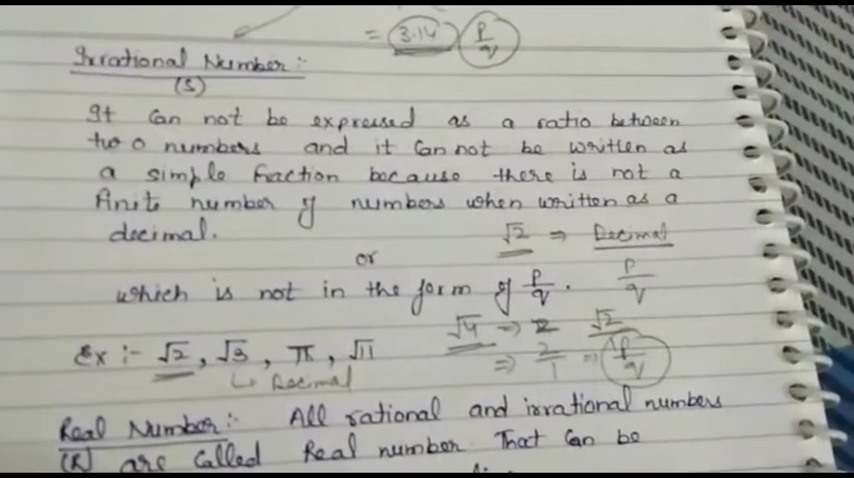 = 3.14 p/q
Irrational Number :-
(S)
It can not be expressed as a ratio between
two numbers and it can not be written as
a simple fraction because there is not a
finite number of numbers when written as a
decimal.
√2 ⇒ Decimal
or
p/q
which is not in the form of p/q.
√4 ⇒ 2 √2
Ex :- √2, √3, π, √11
⇒ 2/1 ⇒ p/q
↳ Decimal
Real Number :- All rational and irrational numbers
(R) are called Real number. That can be